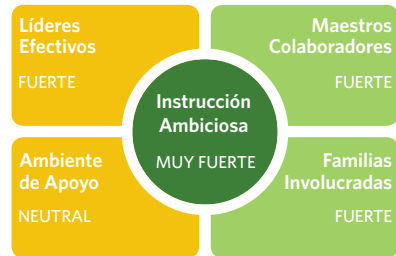 Líderes
Efectivos
FUERTE
Maestros
Colaboradores
FUERTE
Instrucción
Ambiciosa
MUY FUERTE
Ambiente
de Apoyo
NEUTRAL
Familias
Involucradas
FUERTE